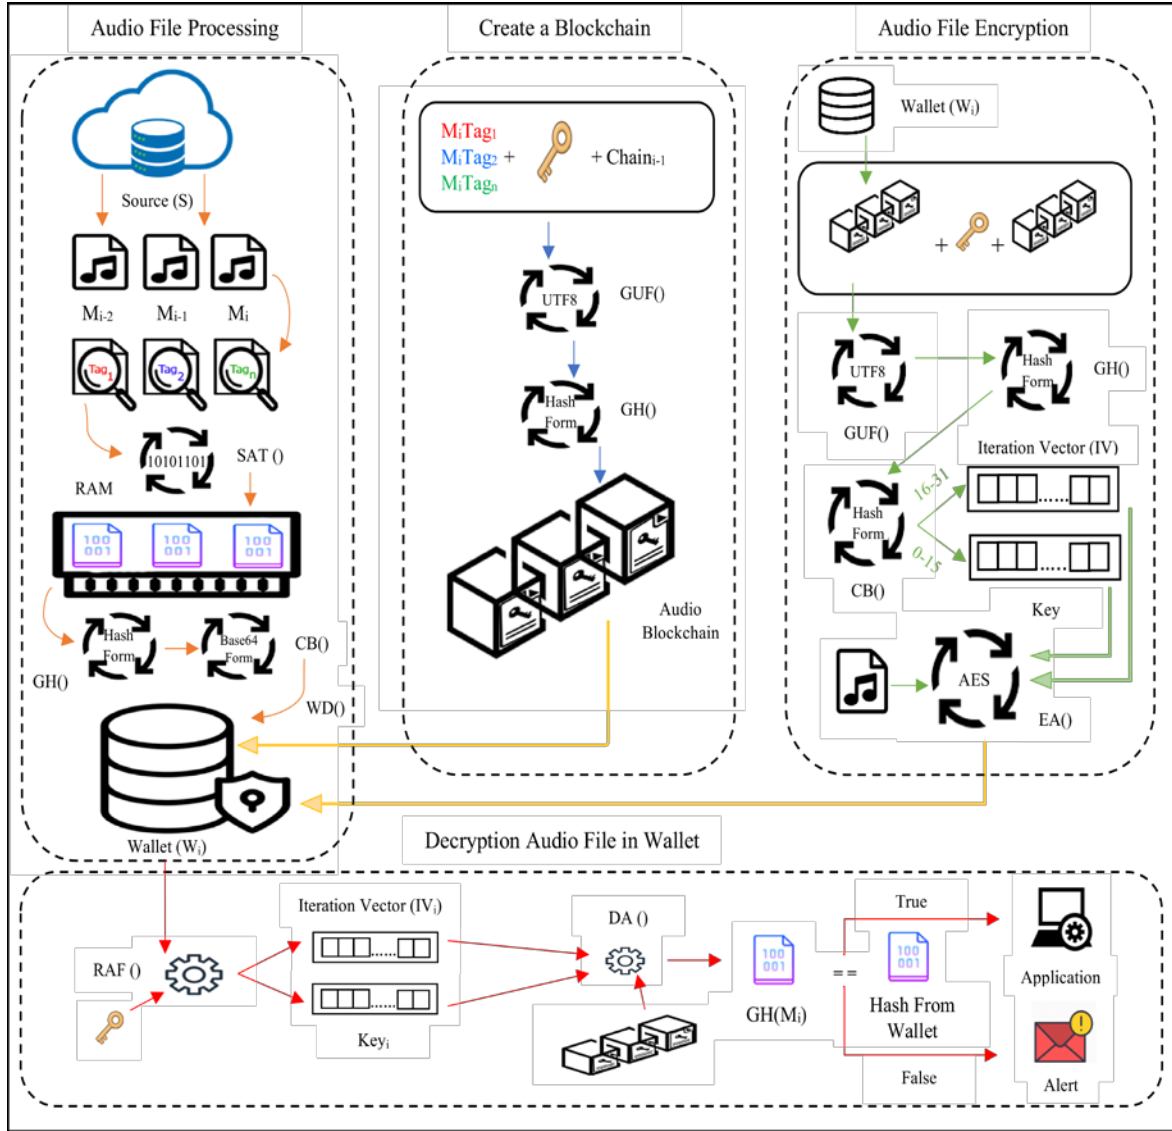 Audio File Processing
Source (S)
Mi-2
Mi-1
Mi
Tag1
Tag2
Tagn
10101101
SAT ()
RAM
100
001
100
001
100
001
Hash
Form
Base64
Form
CB()
GH()
WD()
Wallet (Wi)
Create a Blockchain
MiTag1
MiTag2 + + Chaini-1
MiTagn
UTF8
GUF()
Hash
Form
GH()
Audio
Blockchain
Audio File Encryption
Wallet (Wi)
+ +
UTF8
GUF()
Hash
Form
GH()
Iteration Vector (IV)
16-31
......
Hash
Form
0-15
......
CB()
Key
AES
EA()
Decryption Audio File in Wallet
RAF ()
Iteration Vector (IVi)
......
......
Keyi
DA ()
100
001
GH(Mi)
==
True
100
001
Hash From
Wallet
False
Application
Alert